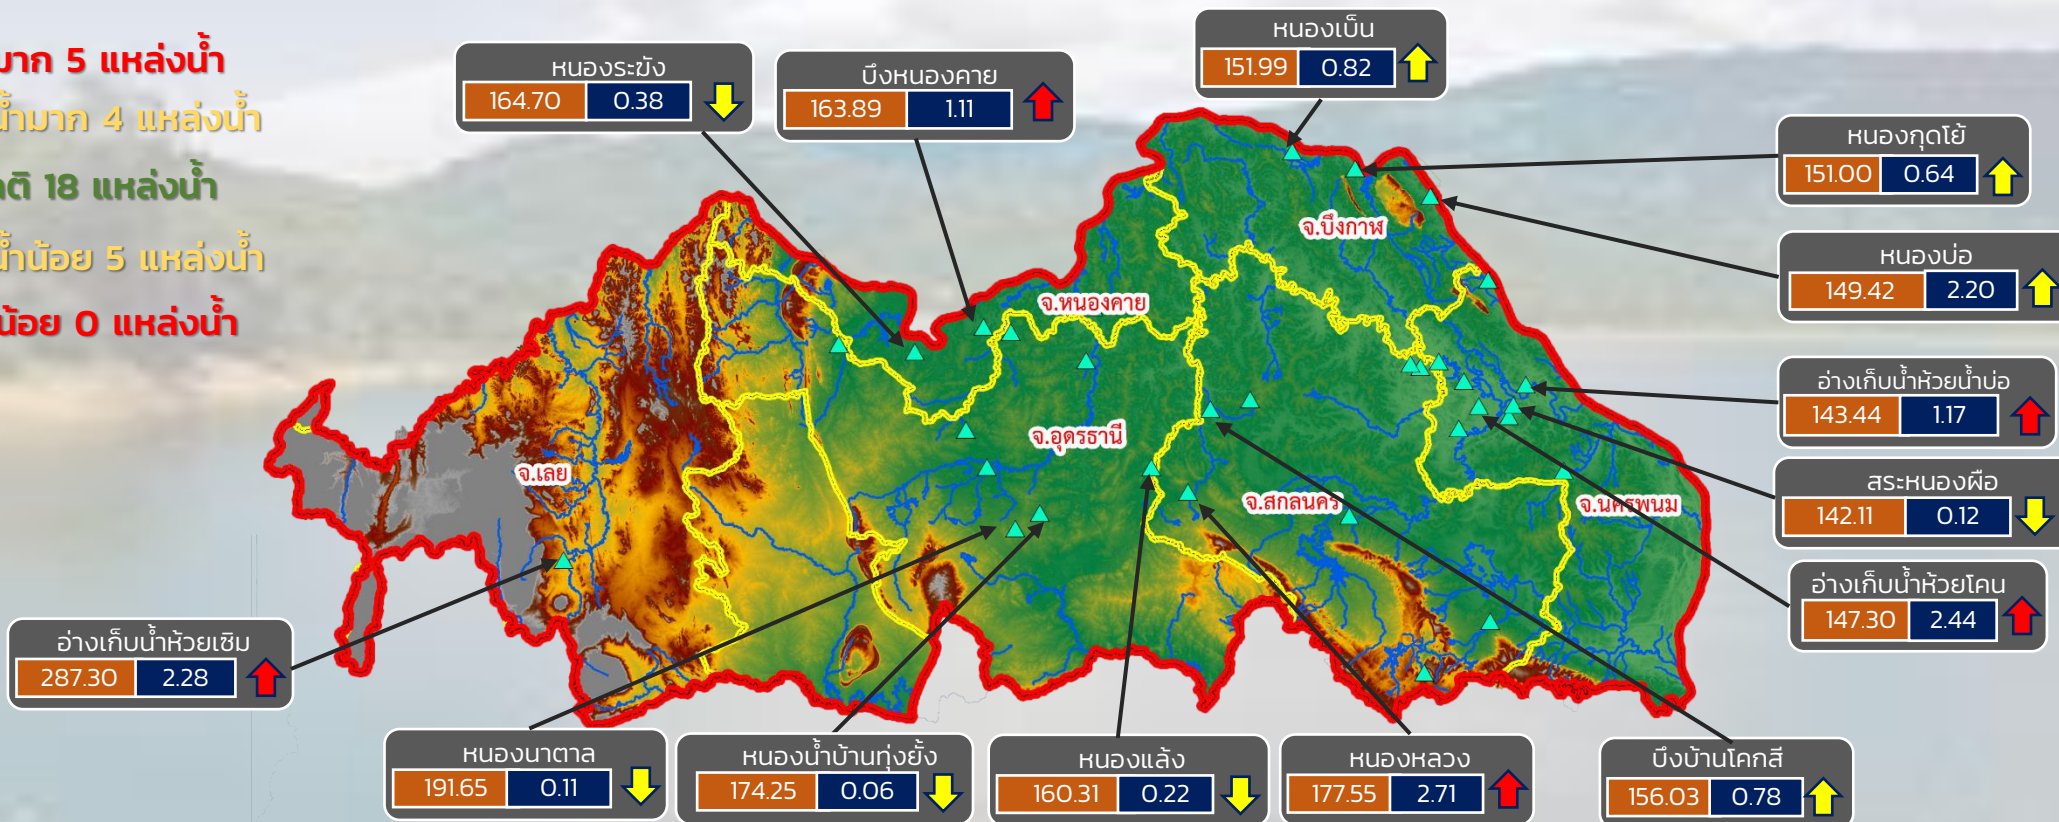 มาก 5 แหล่งน้ำ
น้ำมาก 4 แหล่งน้ำ
18 แหล่งน้ำ
น้ำน้อย 5 แหล่งน้ำ
น้อย 0 แหล่งน้ำ
หนองระฆัง
164.70 0.38
บึงหนองคาย
163.89 1.11
หนองเบ็น
151.99 0.82
หนองกุดโย้
151.00 0.64
หนองบ่อ
149.42 2.20
อ่างเก็บน้ำห้วยน้ำบ่อ
143.44 1.17
สระหนองผือ
142.11 0.12
อ่างเก็บน้ำห้วยโคน
147.30 2.44
จ.บึงกาฬ
จ.หนองคาย
จ.อุดรธานี
จ.เลย
จ.สกลนคร
จ.นครพนม
อ่างเก็บน้ำห้วยเซิม
287.30 2.28
หนองนาตาล
191.65 0.11
หนองน้ำบ้านทุ่งยั้ง
174.25 0.06
หนองแล้ง
160.31 0.22
หนองหลวง
177.55 2.71
บึงบ้านโคกสี
156.03 0.78